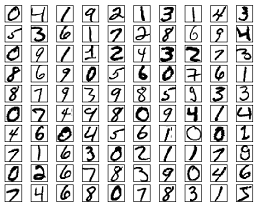 0 4 1 9 2 1 3 1 4 3
5 3 6 1 7 2 8 6 9 4
0 9 1 1 2 4 3 2 7 3
8 6 9 0 5 6 0 7 6 1
8 7 9 3 9 8 5 9 3 3
0 7 4 9 8 0 9 4 1 4
4 6 0 4 5 6 1 0 0 1
7 1 6 3 0 2 1 1 7 9
0 2 6 7 8 3 9 0 4 6
7 4 6 8 0 7 8 3 1 5